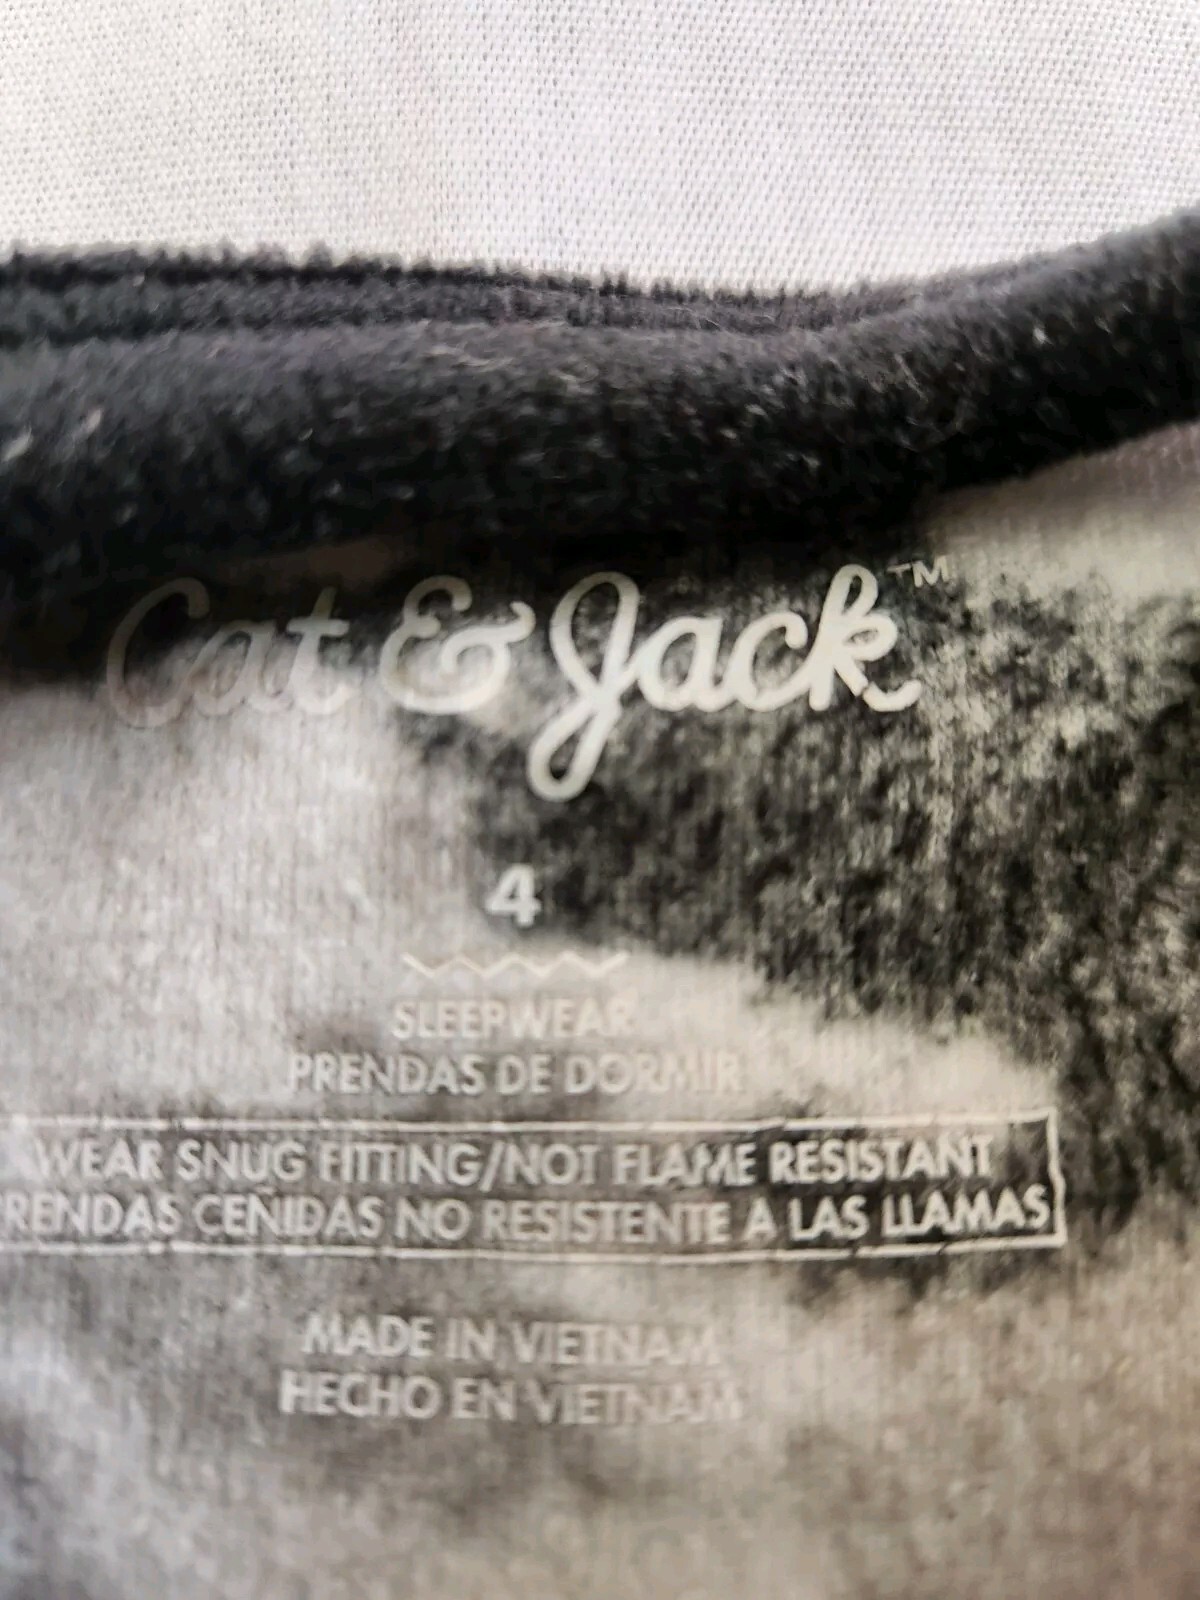 Cat & Jack™
4
SLEEPWEAR
PRENDAS DE DORMIR
WEAR SNUG FITTING/NOT FLAME RESISTANT
PRENDAS CEÑIDAS NO RESISTENTE A LAS LLAMAS
MADE IN VIETNAM
HECHO EN VIETNAM